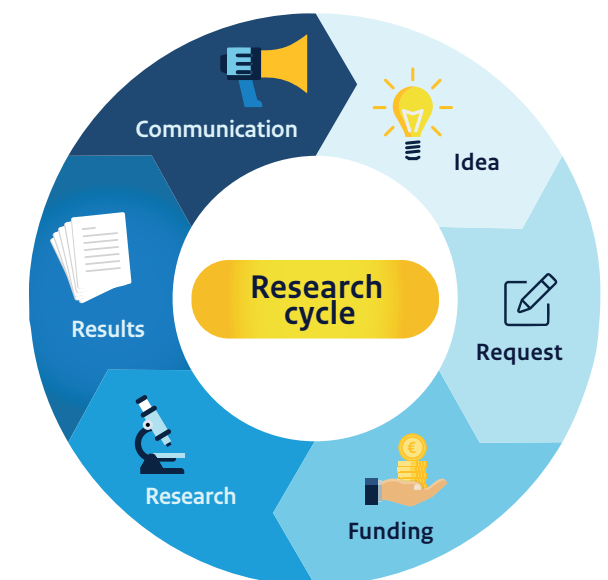 Communication
Idea
Results
Research
cycle
Request
Research
Funding
€